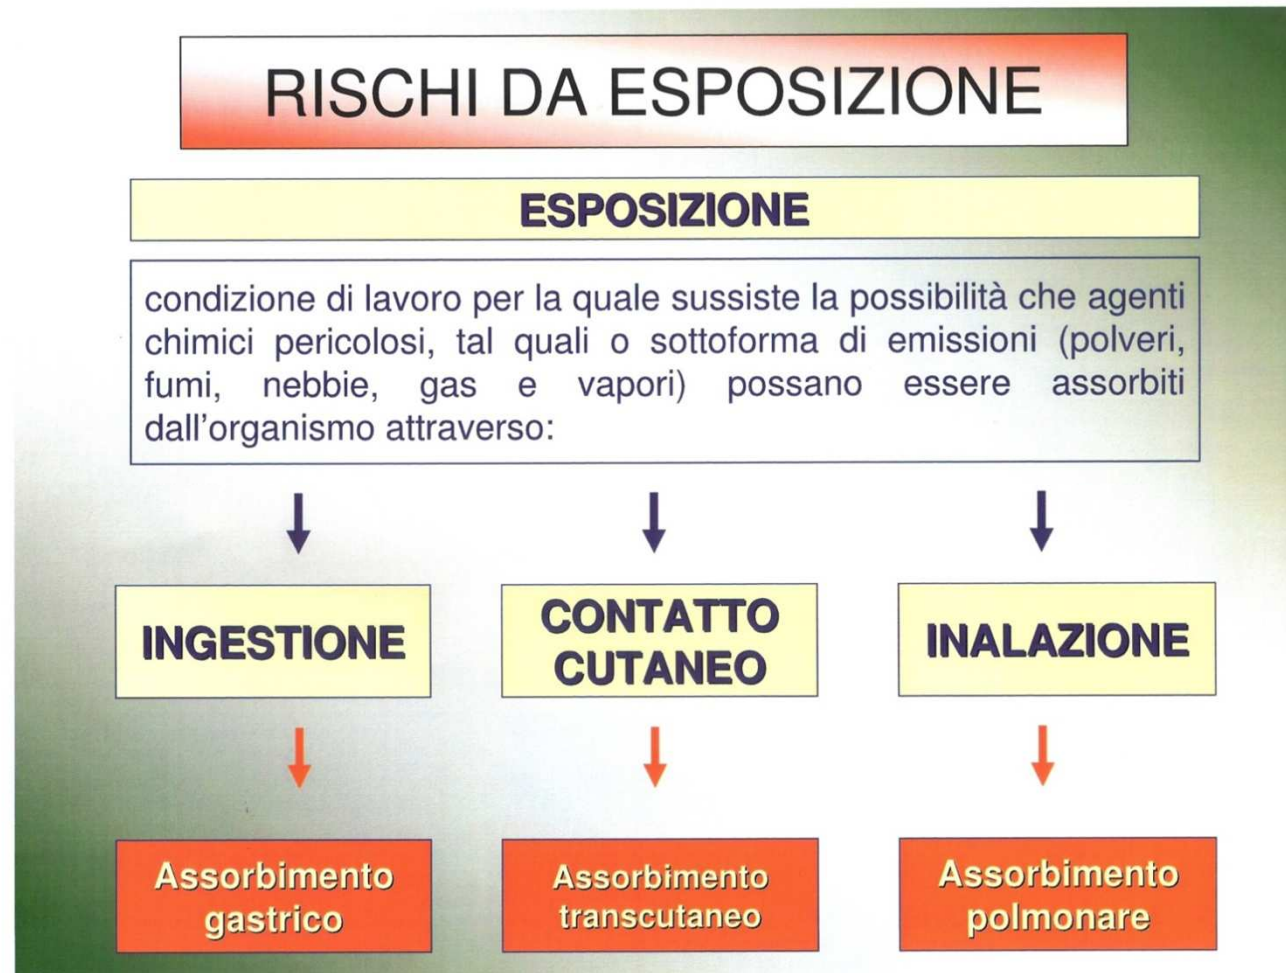 RISCHI DA ESPOSIZIONE
ESPOSIZIONE
condizione di lavoro per la quale sussiste la possibilità che agenti
chimici pericolosi, tal quali o sottoforma di emissioni (polveri,
fumi, nebbie, gas e vapori) possano essere assorbiti
dall'organismo attraverso:
INGESTIONE
CONTATTO
CUTANEO
INALAZIONE
Assorbimento
gastrico
Assorbimento
transcutaneo
Assorbimento
polmonare